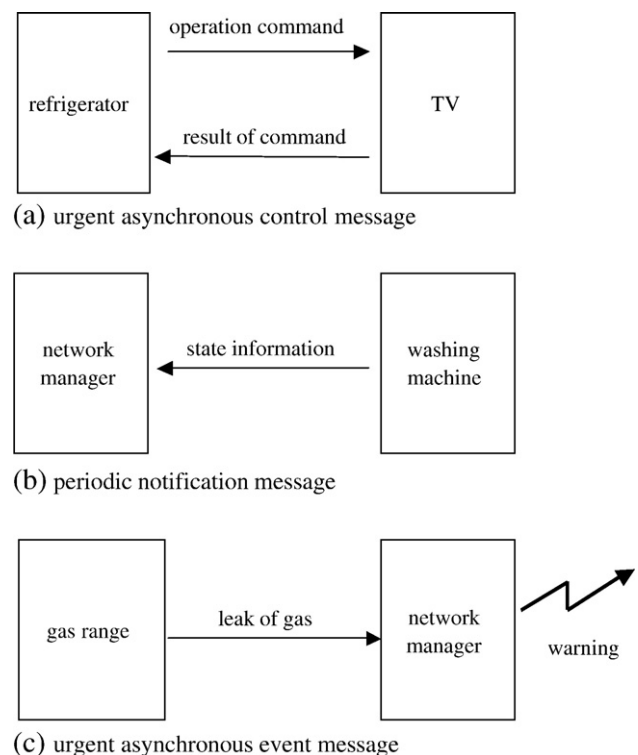 operation command
refrigerator
TV
result of command
(a) urgent asynchronous control message
network
manager
state information
washing
machine
(b) periodic notification message
gas range
leak of gas
network
manager
warning
(c) urgent asynchronous event message